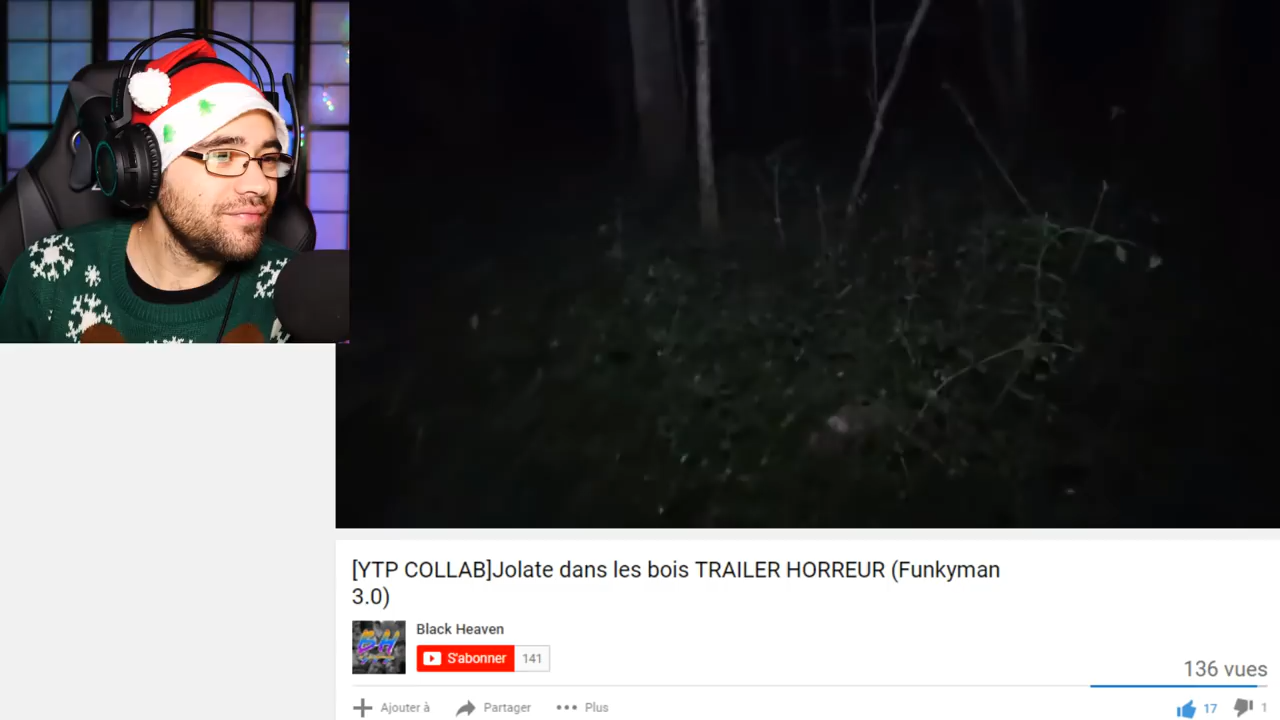 [YTP COLLAB]Jolate dans les bois TRAILER HORREUR (Funkyman
3.0)
Black Heaven
S'abonner 141
136 vues
Ajouter à Partager Plus 17 1